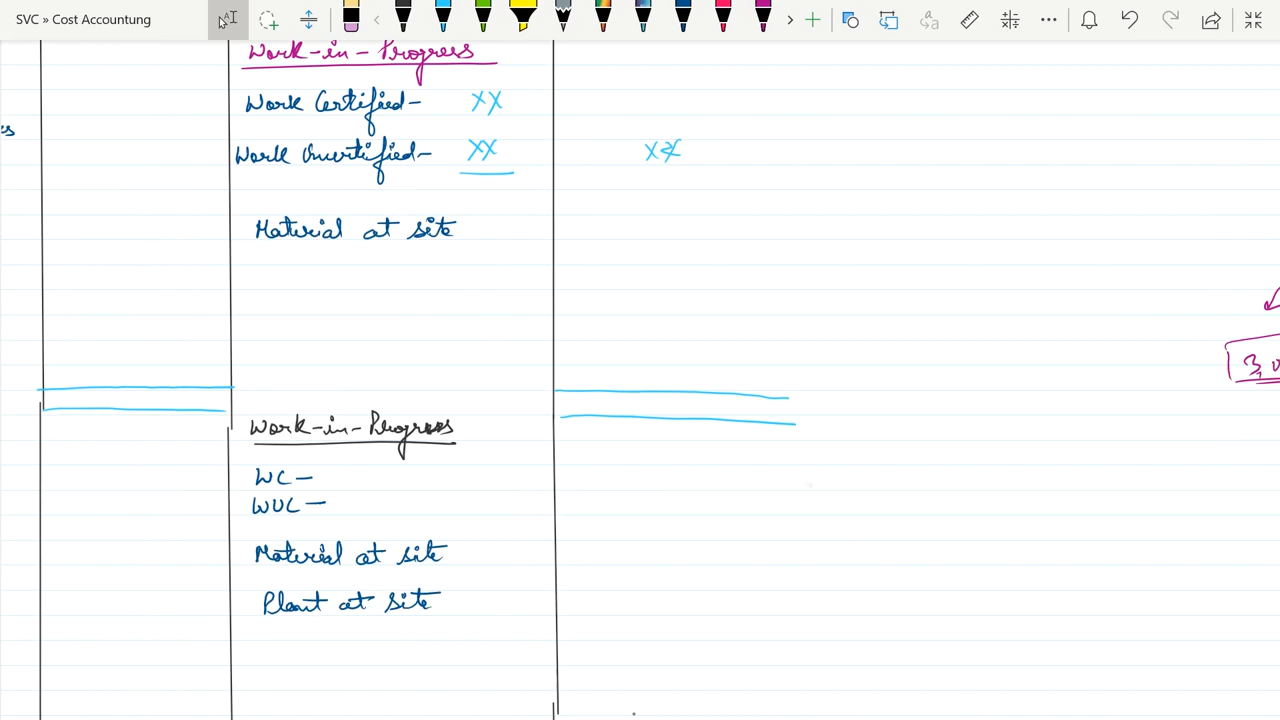 SVC » Cost Accountung
Work-in-Progress
Work Certified- XX
Work Uncertified- XX XX
Material at site
Work-in-Progress
WC-
WUC-
Material at site
Plant at site